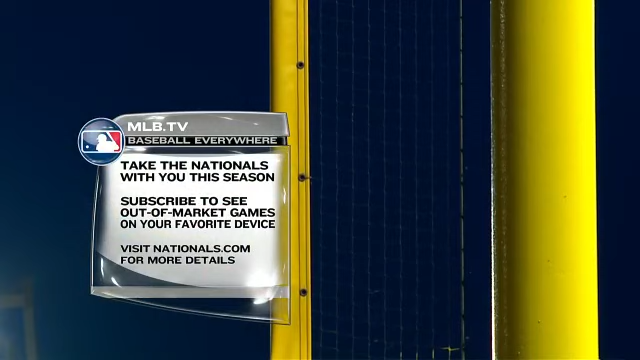 MLB.TV
BASEBALL EVERYWHERE
TAKE THE NATIONALS
WITH YOU THIS SEASON
SUBSCRIBE TO SEE
OUT-OF-MARKET GAMES
ON YOUR FAVORITE DEVICE
VISIT NATIONALS.COM
FOR MORE DETAILS